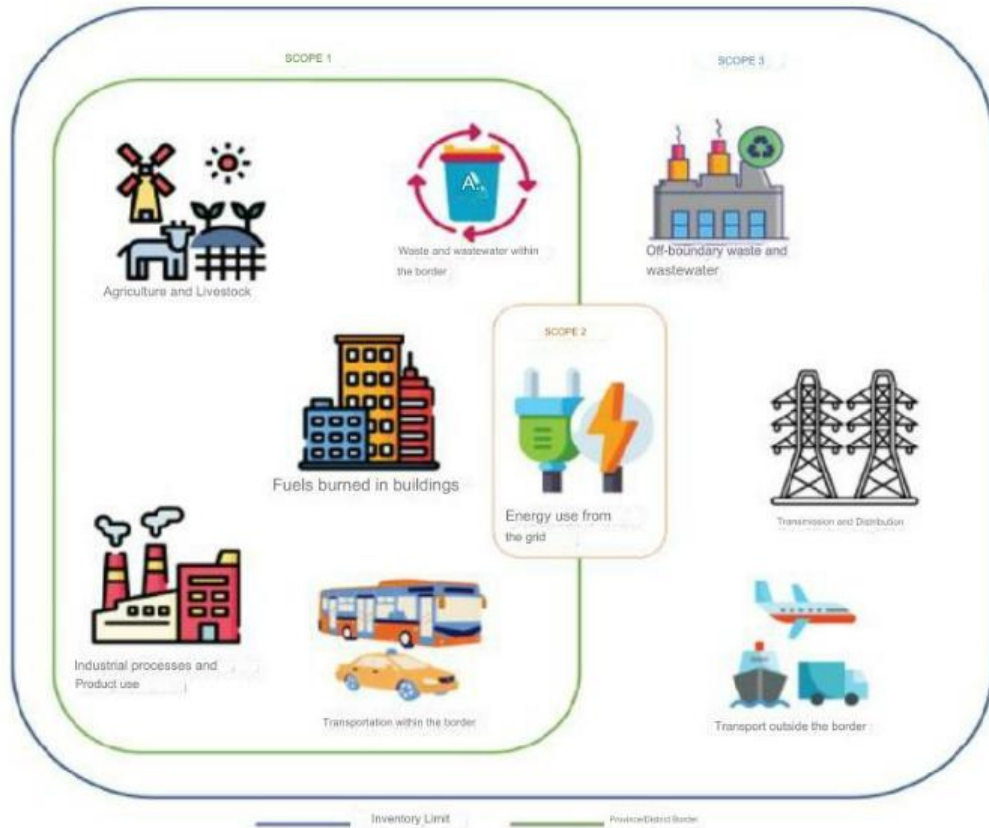 SCOPE 1
SCOPE 3
Waste and wastewater within
the border
Off-boundary waste and
wastewater
Agriculture and Livestock
SCOPE 2
Fuels burned in buildings
Energy use from
the grid
Transmission and Distribution
Industrial processes and
Product use
Transportation within the border
Transport outside the border
Inventory Limit
Province/District Border